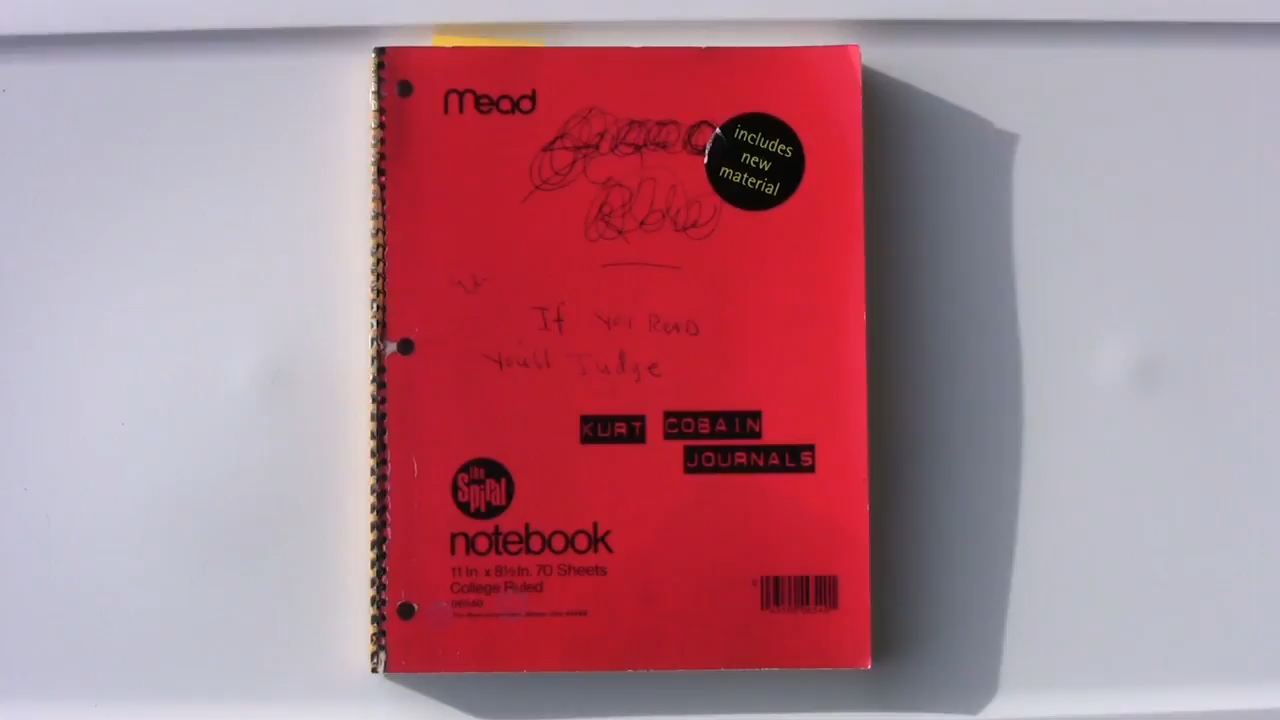 mead
includes
new
material
If You Read
You'll Judge
KURT COBAIN
JOURNALS
the
Spiral
notebook
11 In. x 8½ In. 70 Sheets
College Ruled
06540